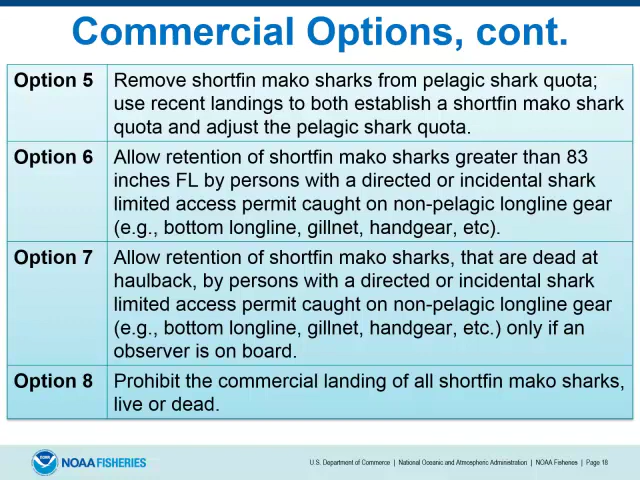 Commercial Options, cont.
Option 5 Remove shortfin mako sharks from pelagic shark quota;
use recent landings to both establish a shortfin mako shark
quota and adjust the pelagic shark quota.
Option 6 Allow retention of shortfin mako sharks greater than 83
inches FL by persons with a directed or incidental shark
limited access permit caught on non-pelagic longline gear
(e.g., bottom longline, gillnet, handgear, etc).
Option 7 Allow retention of shortfin mako sharks, that are dead at
haulback, by persons with a directed or incidental shark
limited access permit caught on non-pelagic longline gear
(e.g., bottom longline, gillnet, handgear, etc.) only if an
observer is on board.
Option 8 Prohibit the commercial landing of all shortfin mako sharks,
live or dead.
NOAA FISHERIES
U.S. Department of Commerce | National Oceanic and Atmospheric Administration | NOAA Fisheries | Page 18